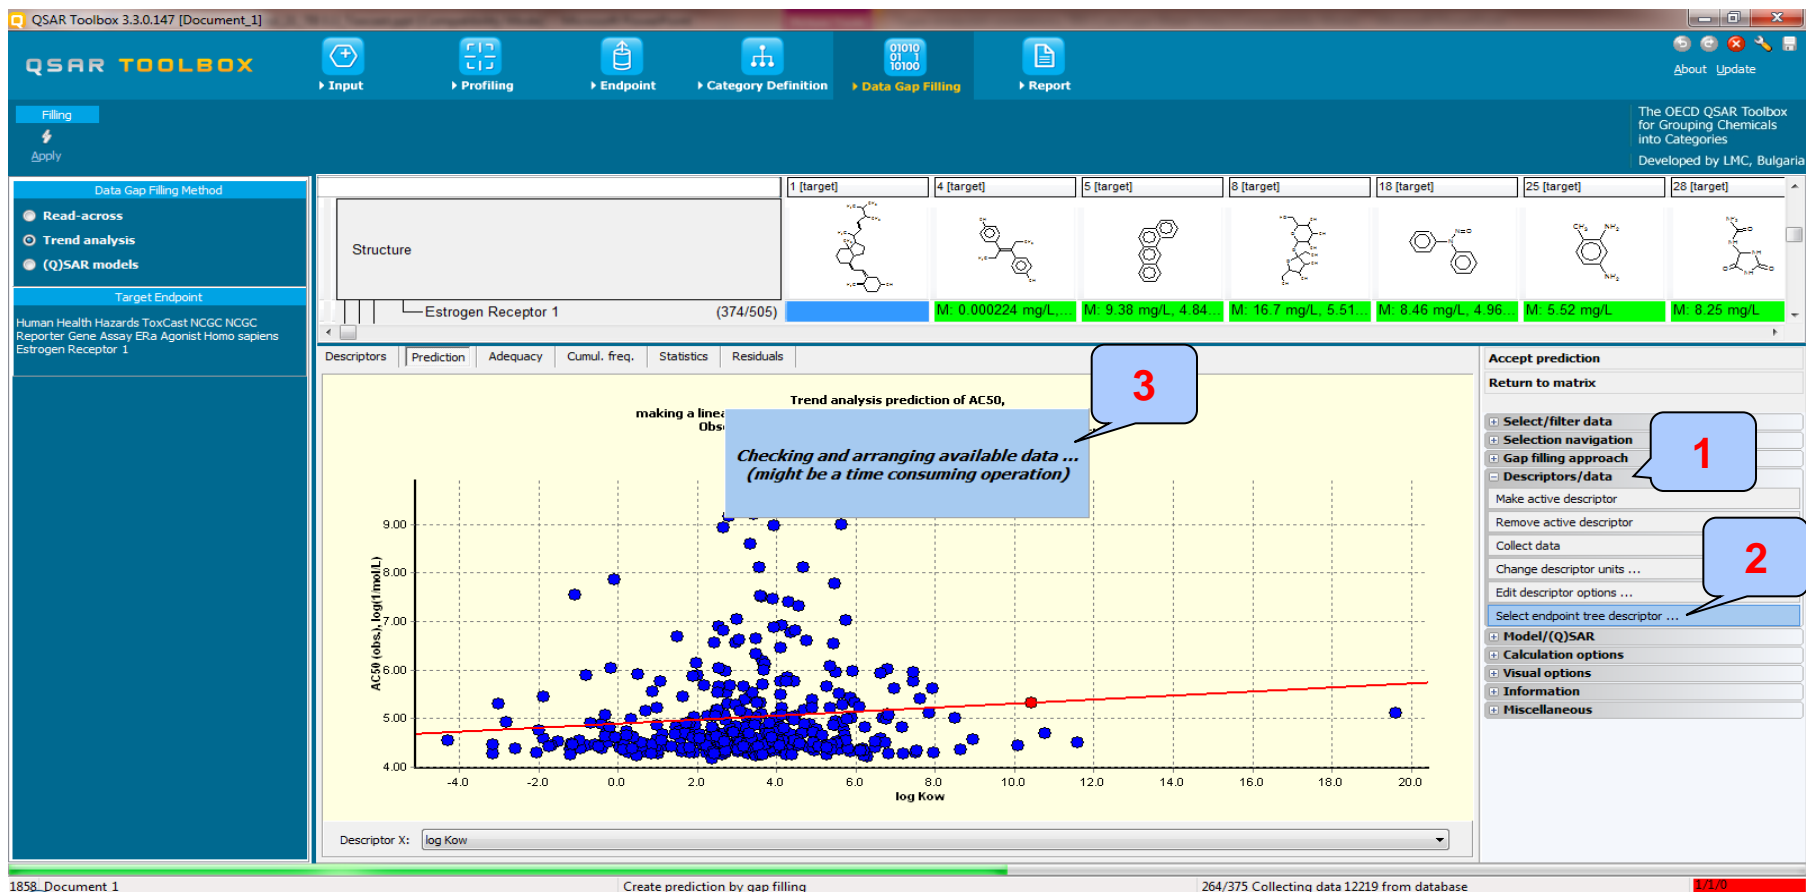 QSAR Toolbox 3.3.0.147 [Document_1]
QSAR TOOLBOX
Input
Profiling
Endpoint
Category Definition
01010
01 1
10100
Data Gap Filling
Report
About Update
Filling
Apply
The OECD QSAR Toolbox
for Grouping Chemicals
into Categories
Developed by LMC, Bulgaria
Data Gap Filling Method
Read-across
Trend analysis
(Q)SAR models
Target Endpoint
Human Health Hazards ToxCast NCGC NCGC
Reporter Gene Assay ERa Agonist Homo sapiens
Estrogen Receptor 1
1 [target]
4 [target]
5 [target]
8 [target]
18 [target]
25 [target]
28 [target]
Structure
Estrogen Receptor 1 (374/505)
M: 0.000224 mg/L,...
M: 9.38 mg/L, 4.84...
M: 16.7 mg/L, 5.51...
M: 8.46 mg/L, 4.96...
M: 5.52 mg/L
M: 8.25 mg/L
Descriptors
Prediction
Adequacy
Cumul. freq.
Statistics
Residuals
Trend analysis prediction of AC50,
making a linea
Obs
Checking and arranging available data ...
(might be a time consuming operation)
3
AC50 (obs.), log(1/mol/L)
9.00
8.00
7.00
6.00
5.00
4.00
-4.0
-2.0
0.0
2.0
4.0
6.0
8.0
10.0
12.0
14.0
16.0
18.0
20.0
log Kow
Descriptor X: log Kow
Accept prediction
Return to matrix
Select/filter data
Selection navigation
Gap filling approach
Descriptors/data
1
Make active descriptor
Remove active descriptor
Collect data
Change descriptor units ...
Edit descriptor options ...
Select endpoint tree descriptor ...
2
Model/(Q)SAR
Calculation options
Visual options
Information
Miscellaneous
1858 Document 1
Create prediction by gap filling
264/375 Collecting data 12219 from database
1/1/0